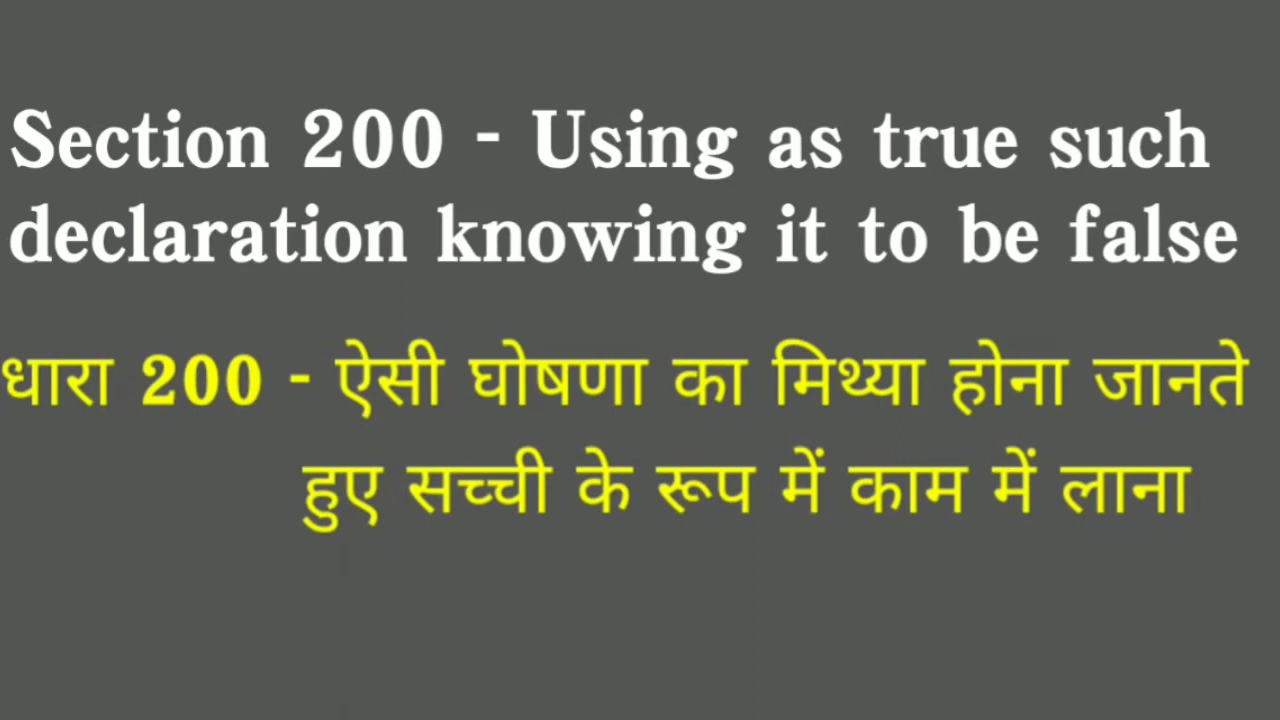 Section 200 - Using as true such
declaration knowing it to be false
धारा 200 - ऐसी घोषणा का मिथ्या होना जानते
हुए सच्ची के रूप में काम में लाना